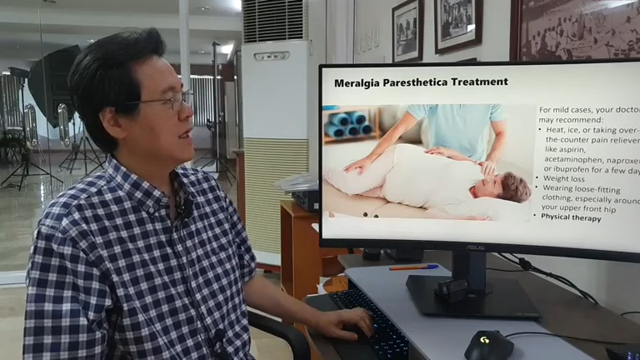 Meralgia Paresthetica Treatment
For mild cases, your doctor
may recommend:
• Heat, ice, or taking over-
the-counter pain reliever
like aspirin,
acetaminophen, naproxe
or ibuprofen for a few day
• Weight loss
• Wearing loose-fitting
clothing, especially around
your upper front hip
• Physical therapy
ASUS